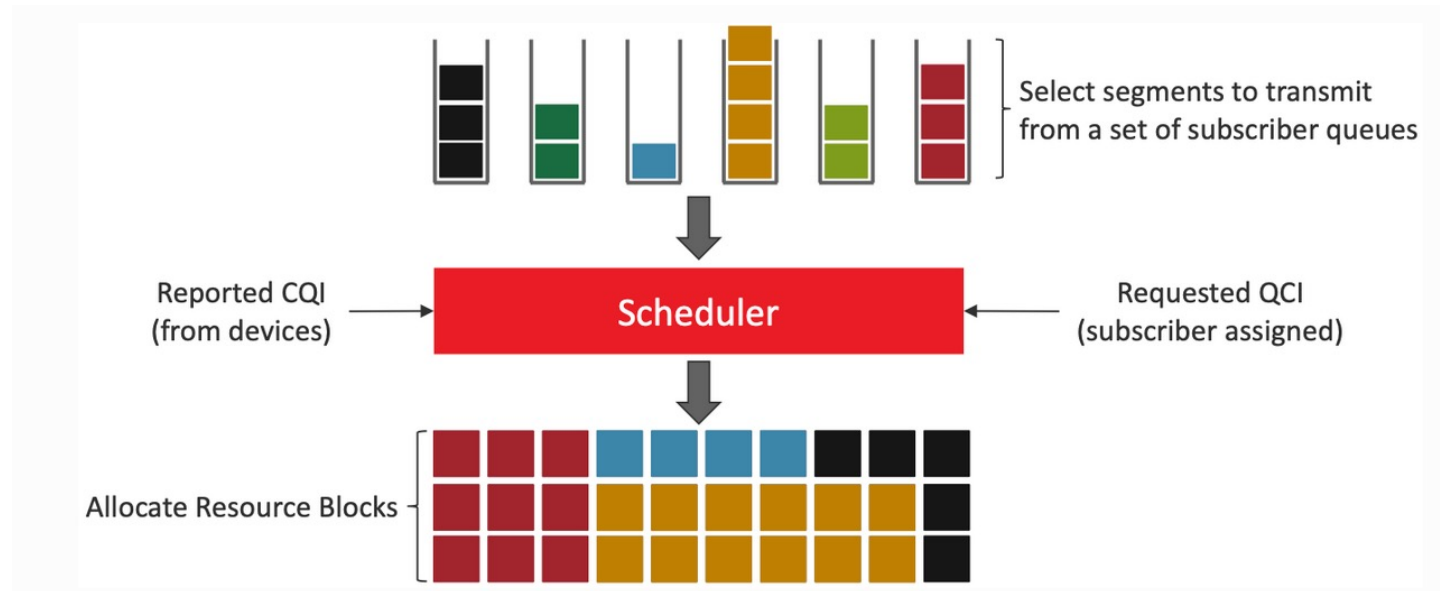 Select segments to transmit
from a set of subscriber queues
Reported CQI
(from devices)
Scheduler
Requested QCI
(subscriber assigned)
Allocate Resource Blocks